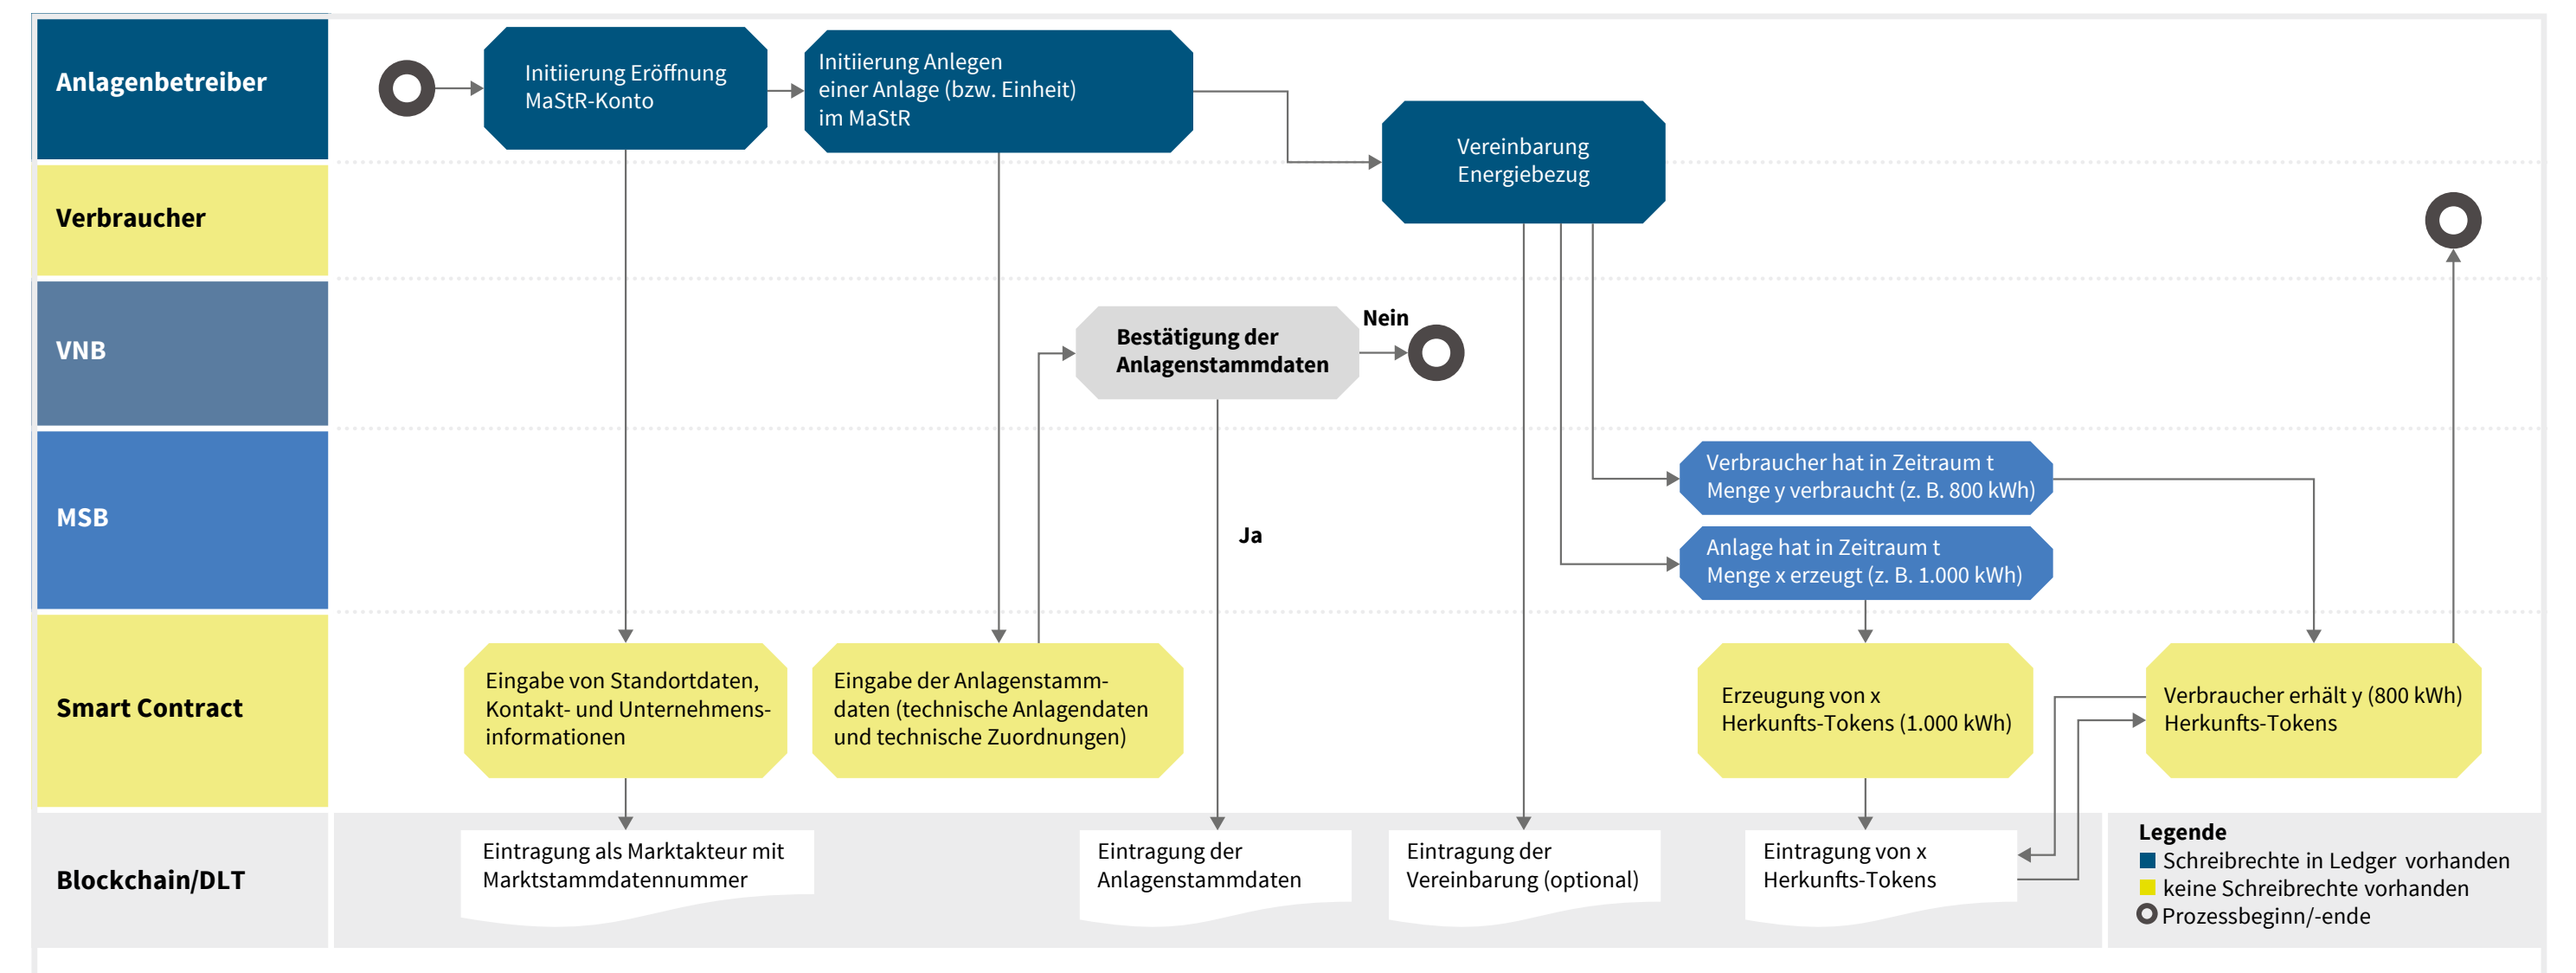 Anlagenbetreiber
Initiierung Eröffnung
MaStR-Konto
Initiierung Anlegen
einer Anlage (bzw. Einheit)
im MaStR
Vereinbarung
Energiebezug
Verbraucher
VNB
Bestätigung der
Anlagenstammdaten
Nein
MSB
Ja
Verbraucher hat in Zeitraum t
Menge y verbraucht (z. B. 800 kWh)
Anlage hat in Zeitraum t
Menge x erzeugt (z. B. 1.000 kWh)
Smart Contract
Eingabe von Standortdaten,
Kontakt- und Unternehmens-
informationen
Eingabe der Anlagenstamm-
daten (technische Anlagendaten
und technische Zuordnungen)
Erzeugung von x
Herkunfts-Tokens (1.000 kWh)
Verbraucher erhält y (800 kWh)
Herkunfts-Tokens
Blockchain/DLT
Eintragung als Marktakteur mit
Marktstammdatennummer
Eintragung der
Anlagenstammdaten
Eintragung der
Vereinbarung (optional)
Eintragung von x
Herkunfts-Tokens
Legende
Schreibrechte in Ledger vorhanden
keine Schreibrechte vorhanden
Prozessbeginn/-ende